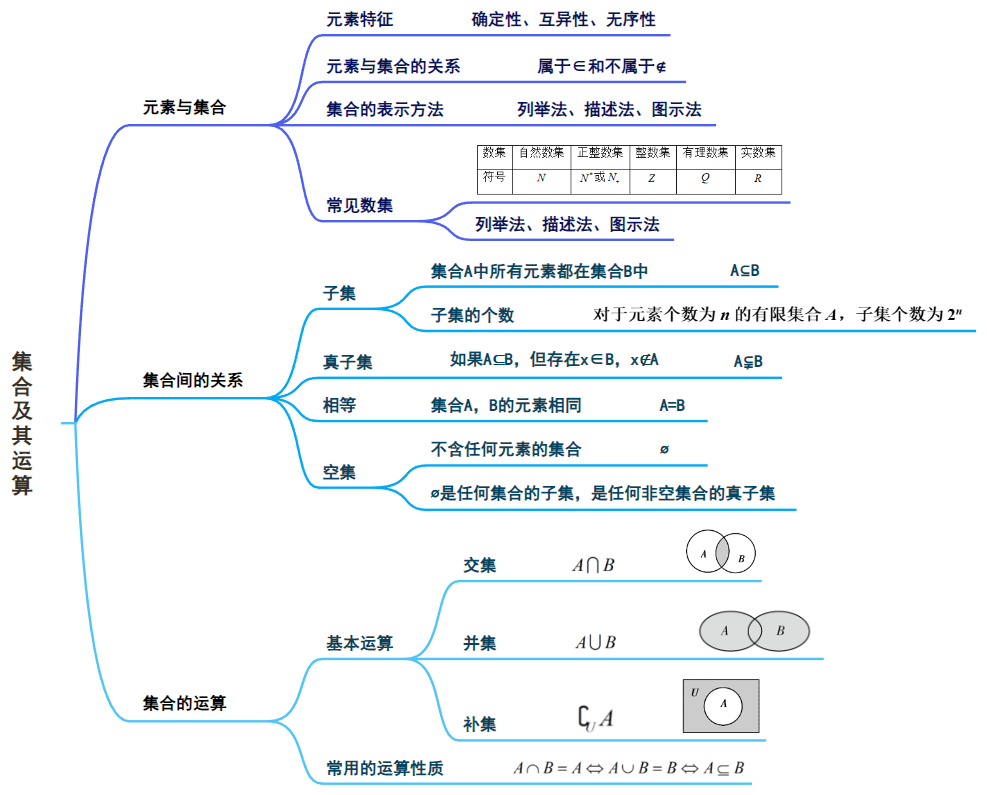 集合及其运算
元素与集合
元素特征 确定性、互异性、无序性
元素与集合的关系 属于∈和不属于∉
集合的表示方法 列举法、描述法、图示法
常见数集
数集 自然数集 正整数集 整数集 有理数集 实数集
符号 N N*或N₊ Z Q R
列举法、描述法、图示法
集合间的关系
子集
集合A中所有元素都在集合B中 A⊆B
子集的个数 对于元素个数为 n 的有限集合 A，子集个数为 2ⁿ
真子集 如果A⊆B，但存在x∈B，x∉A A⫋B
相等 集合A，B的元素相同 A=B
空集
不含任何元素的集合 ∅
∅是任何集合的子集，是任何非空集合的真子集
集合的运算
基本运算
交集 A∩B A B
并集 A∪B A B
补集 ∁UA U A
常用的运算性质 A∩B=A⇔A∪B=B⇔A⊆B